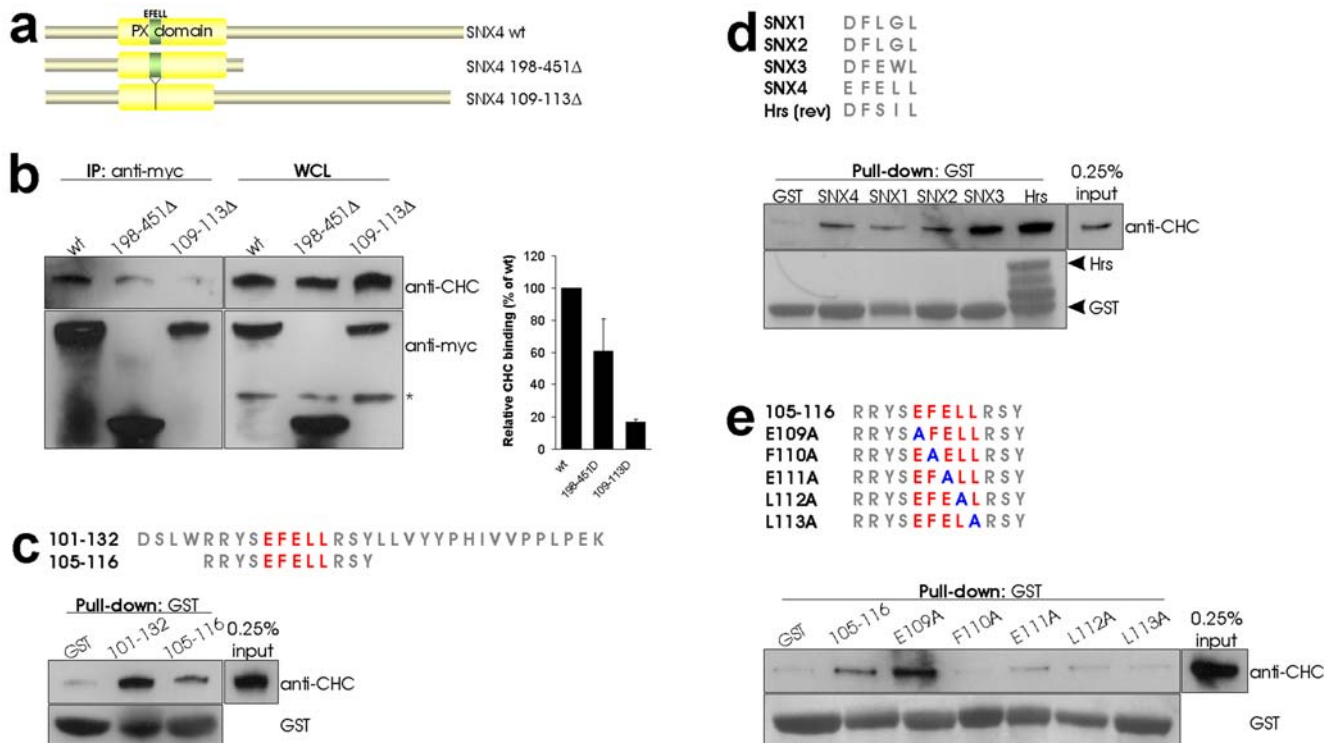 a
EFELL
PX domain
SNX4 wt
SNX4 198-451Δ
SNX4 109-113Δ
b
IP: anti-myc
WCL
wt
198-451Δ
109-113Δ
wt
198-451Δ
109-113Δ
anti-CHC
anti-myc
*
Relative CHC binding (% of wt)
120
100
80
60
40
20
0
wt
198-451D
109-113D
c
101-132 DSLWRRYSEFELLRSYLLVYYPHIVVPPLPEK
105-116 RRYSEFELLRSY
Pull-down: GST
GST
101-132
105-116
0.25%
input
anti-CHC
GST
d
SNX1 DFLGL
SNX2 DFLGL
SNX3 DFEWL
SNX4 EFELL
Hrs (rev) DFSIL
Pull-down: GST
GST SNX4 SNX1 SNX2 SNX3 Hrs
0.25%
input
anti-CHC
Hrs
GST
e
105-116 RRYSEFELLRSY
E109A RRYSAFELLRSY
F110A RRYSEAELLRSY
E111A RRYSEFALLRSY
L112A RRYSEFEALRSY
L113A RRYSEFELARSY
Pull-down: GST
GST
105-116
E109A
F110A
E111A
L112A
L113A
0.25%
input
anti-CHC
GST